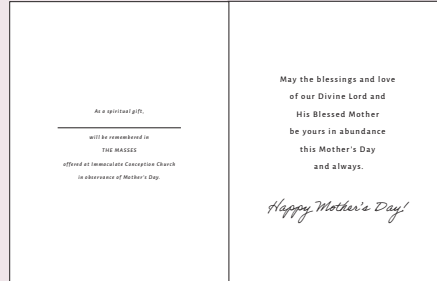 As a spiritual gift,
will be remembered in
THE MASSES
offered at Immaculate Conception Church
in observance of Mother's Day.
May the blessings and love
of our Divine Lord and
His Blessed Mother
be yours in abundance
this Mother's Day
and always.
Happy Mother's Day!